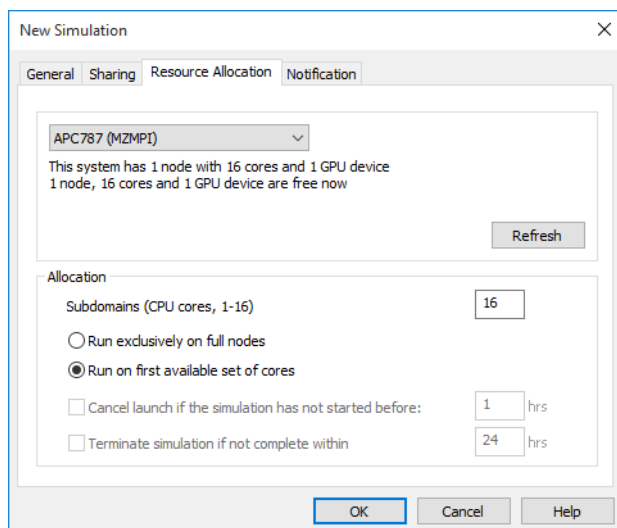 New Simulation
General Sharing Resource Allocation Notification
APC787 (MZMPI)
This system has 1 node with 16 cores and 1 GPU device
1 node, 16 cores and 1 GPU device are free now
Refresh
Allocation
Subdomains (CPU cores, 1-16) 16
Run exclusively on full nodes
Run on first available set of cores
Cancel launch if the simulation has not started before: 1 hrs
Terminate simulation if not complete within 24 hrs
OK Cancel Help